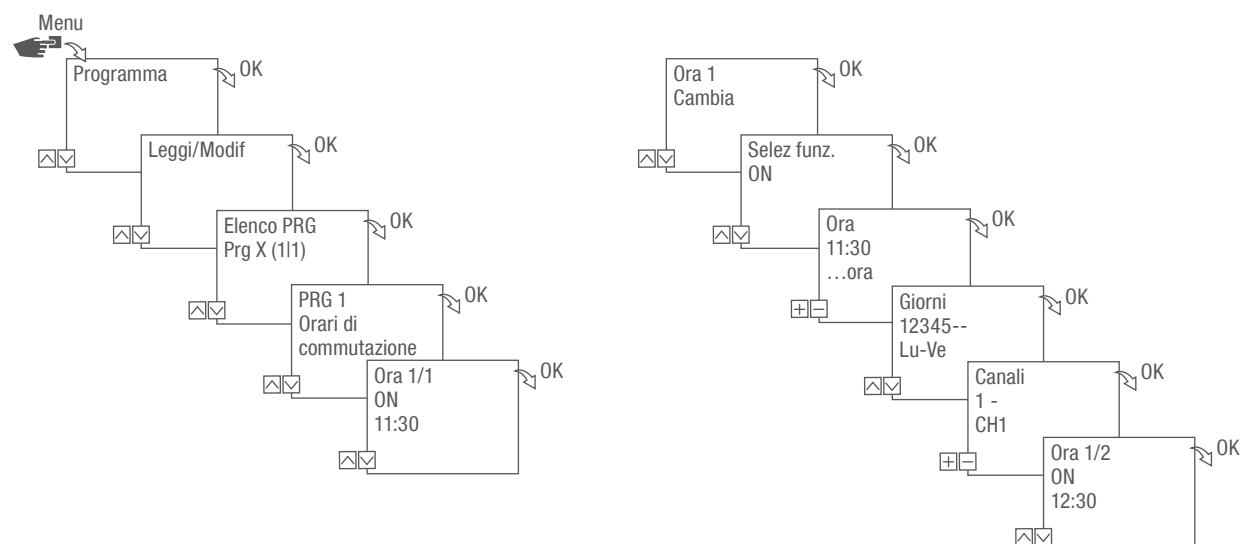 Menu
Programma
OK
Leggi/Modif
OK
Elenco PRG
Prg X (1|1)
OK
PRG 1
Orari di
commutazione
OK
Ora 1/1
ON
11:30
OK
Ora 1
Cambia
OK
Selez funz.
ON
OK
Ora
11:30
…ora
OK
Giorni
12345--
Lu-Ve
OK
Canali
1 -
CH1
OK
Ora 1/2
ON
12:30
OK